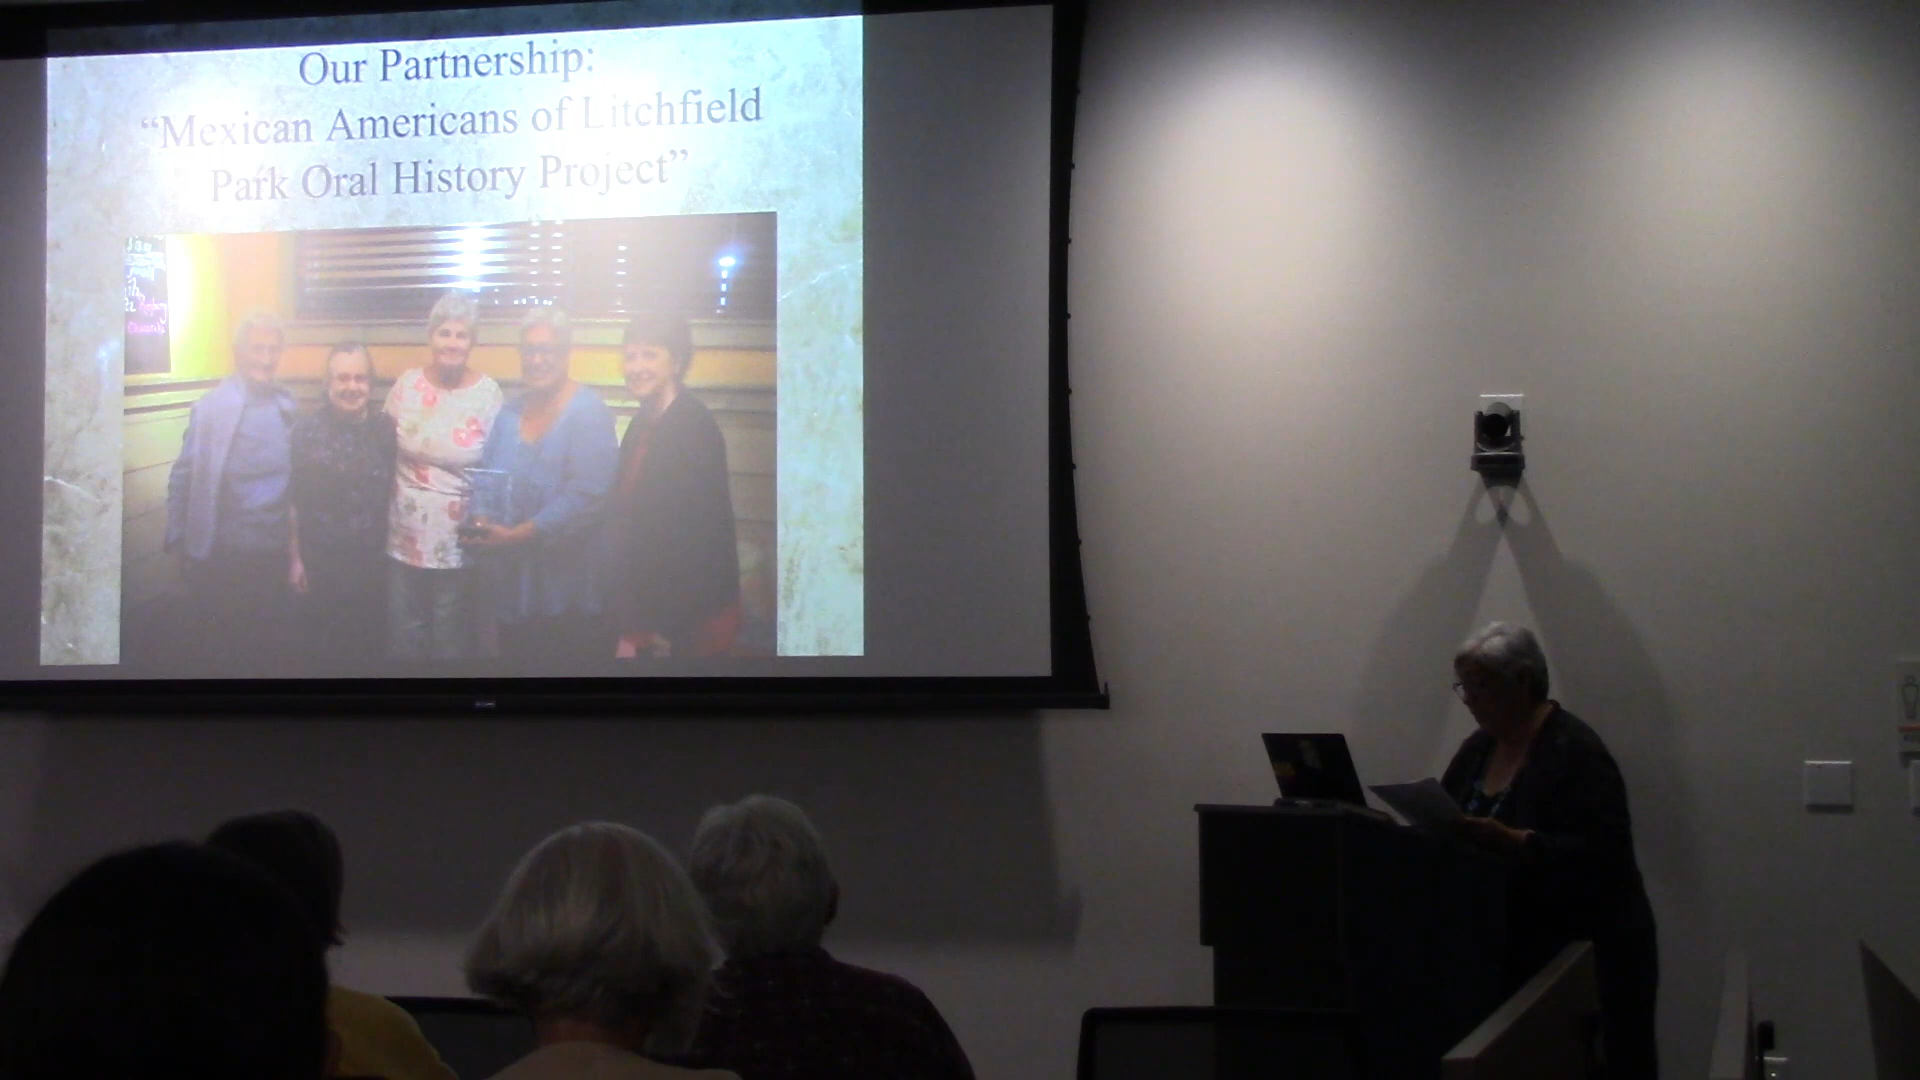 Our Partnership:
“Mexican Americans of Litchfield
Park Oral History Project”